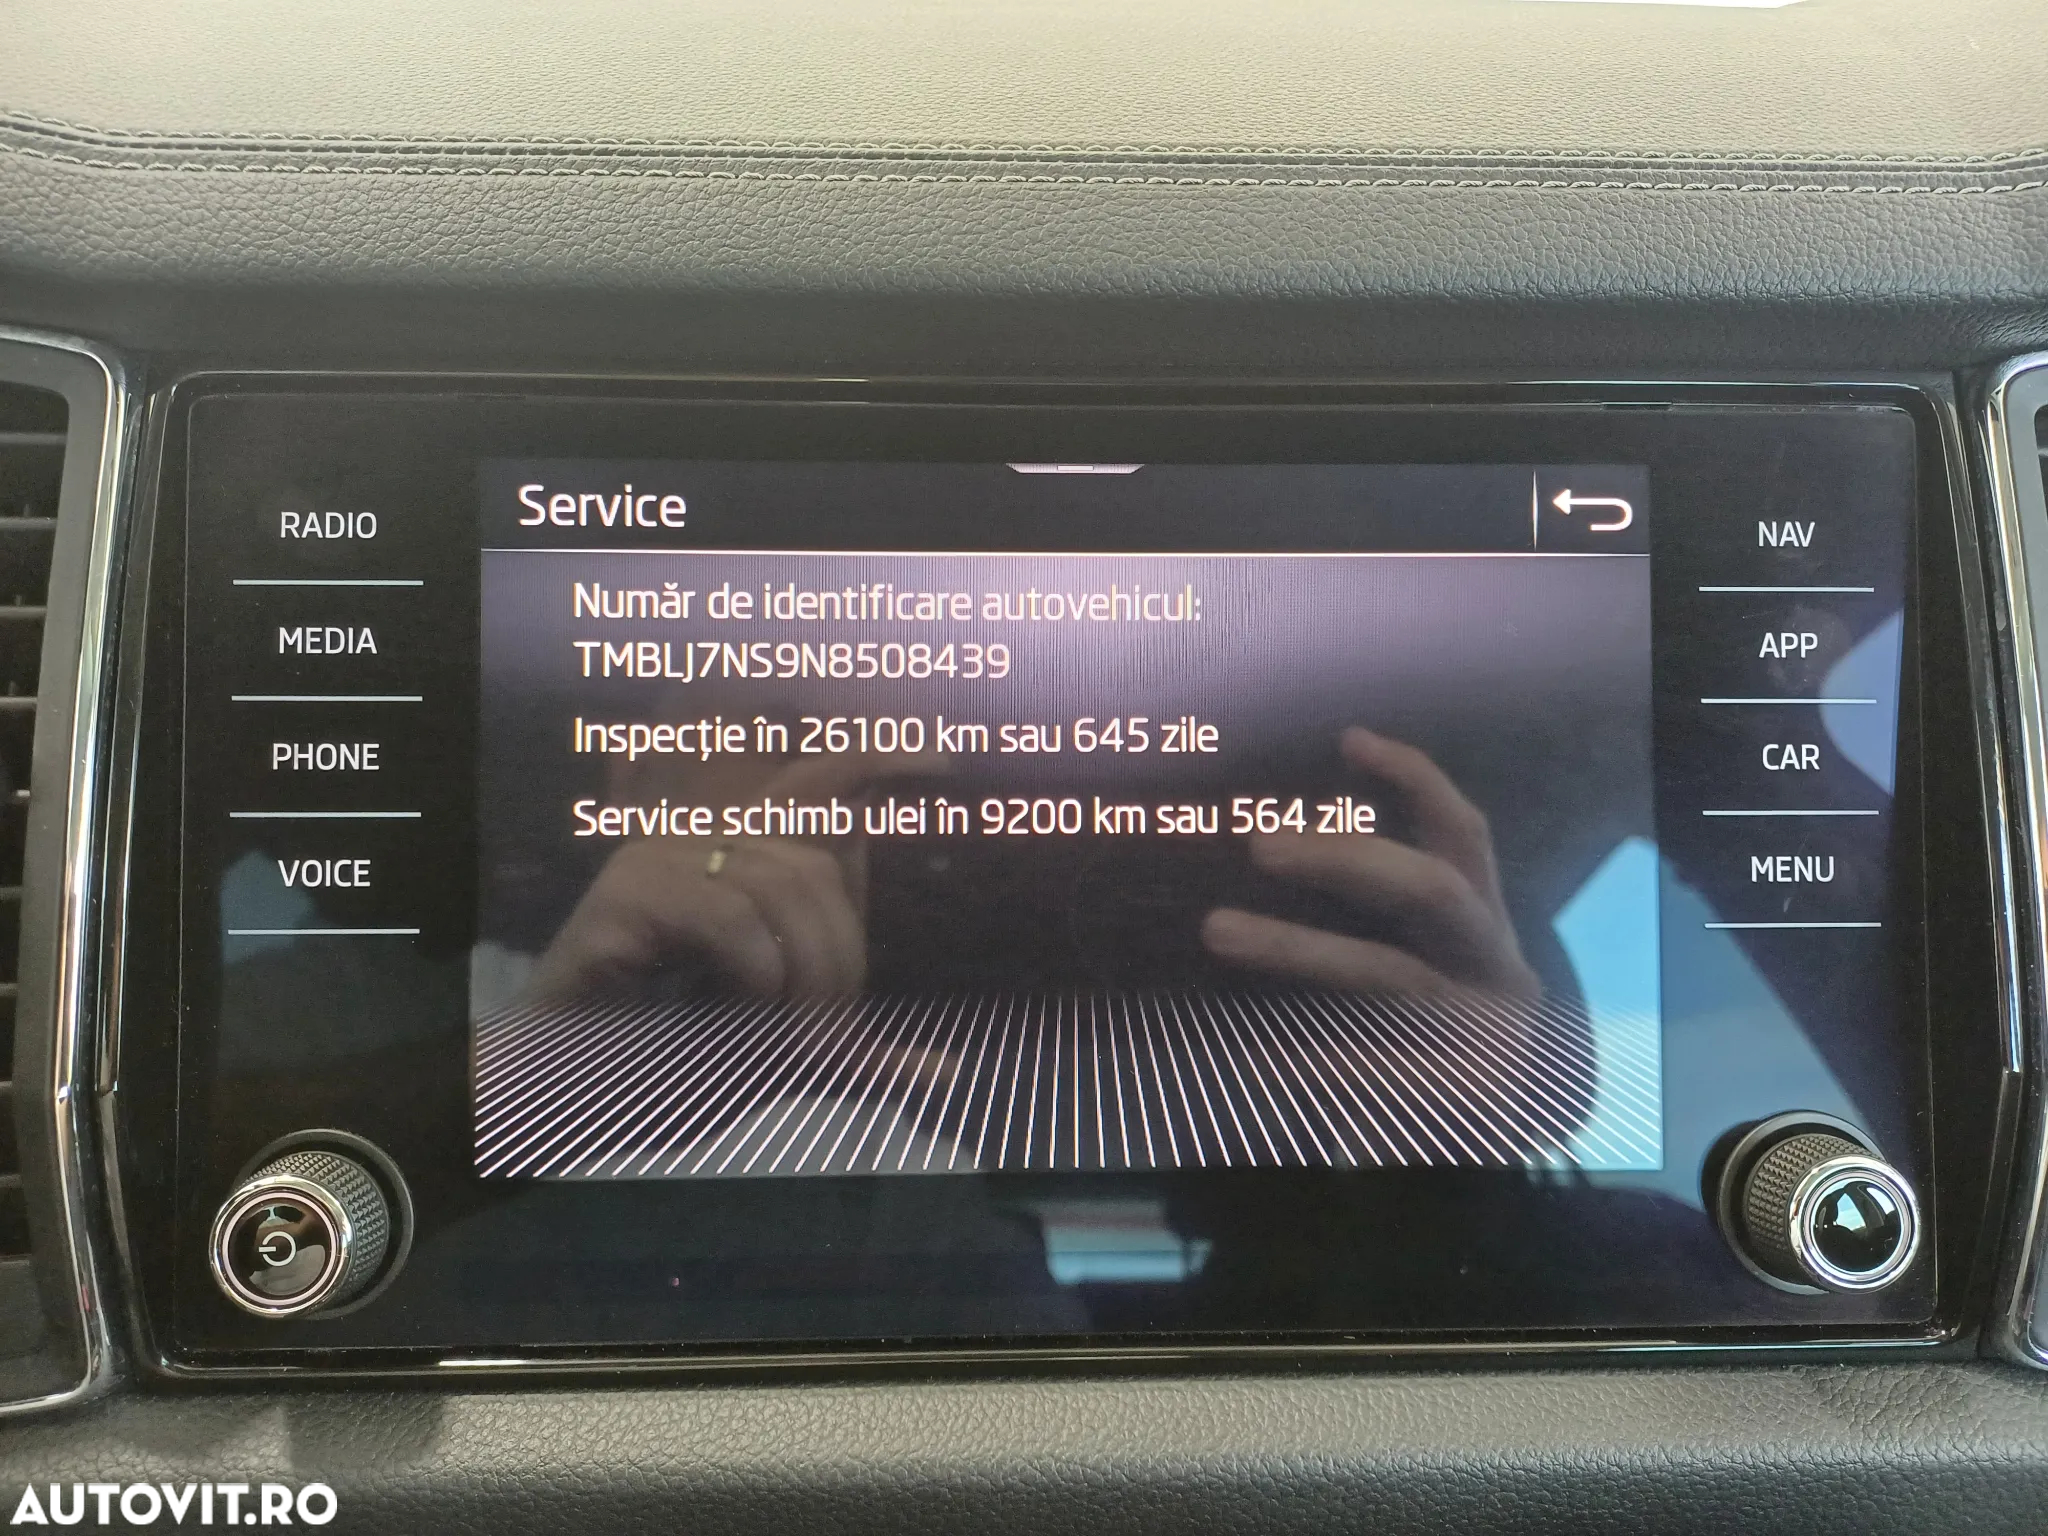 Service
RADIO
MEDIA
PHONE
VOICE
Număr de identificare autovehicul:
TMBLJ7NS9N8508439
Inspecție în 26100 km sau 645 zile
Service schimb ulei în 9200 km sau 564 zile
NAV
APP
CAR
MENU
AUTOVIT.RO